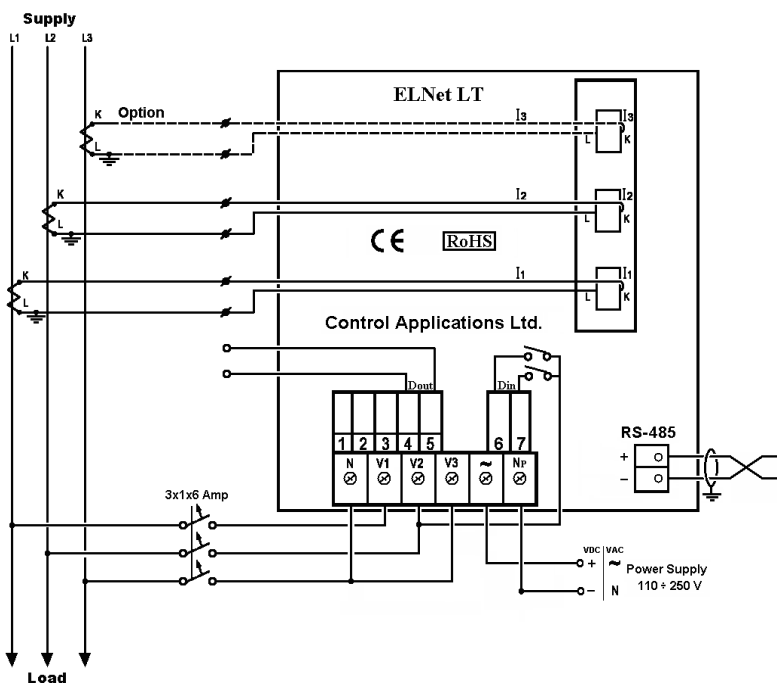 Supply
L1 L2 L3
ELNet LT
K Option I3 I3
L L K
K I2 I2
L L K
CE RoHS
K I1 I1
L L K
Control Applications Ltd.
Dout Din
1 2 3 4 5 6 7
RS-485
N V1 V2 V3 ~ NP
+
−
3x1x6 Amp
VDC VAC
+ ~ Power Supply
− N 110 ÷ 250 V
Load